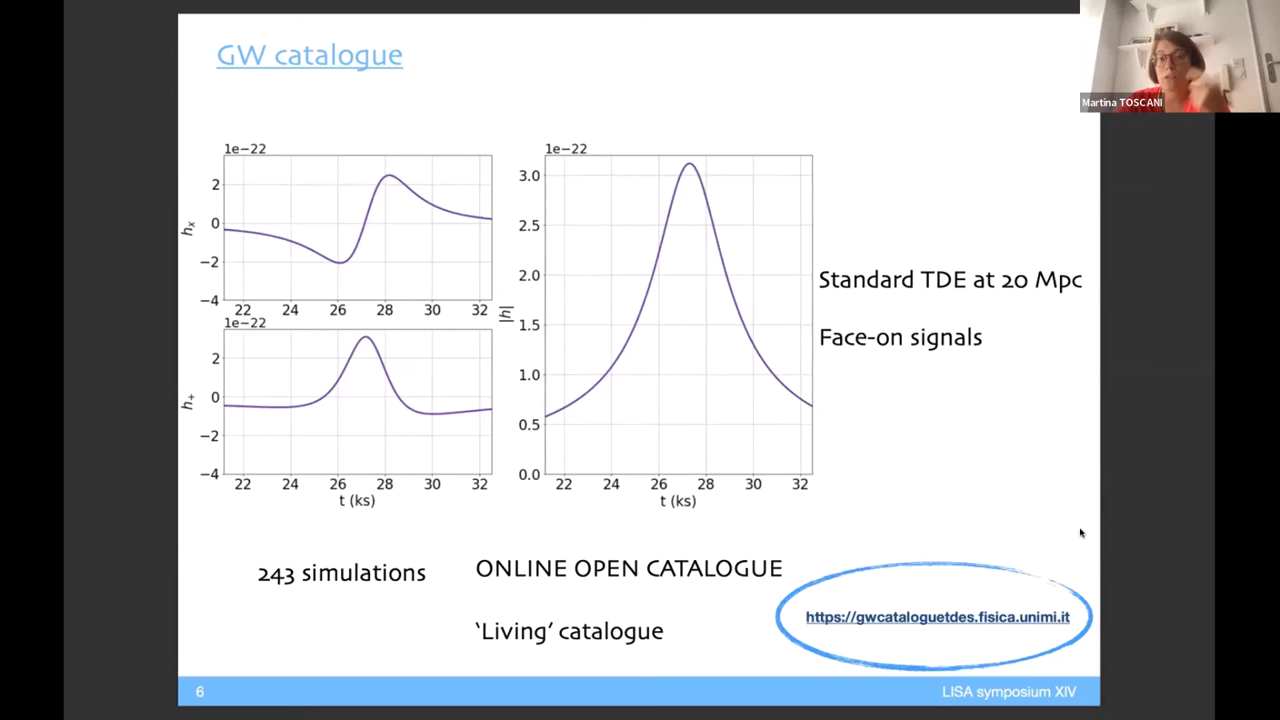 GW catalogue
Martina TOSCANI
1e−22
2
0
−2
−4
hx
22 24 26 28 30 32
1e−22
2
0
−2
−4
h+
22 24 26 28 30 32
t (ks)
1e−22
3.0
2.5
2.0
1.5
1.0
0.5
0.0
|h|
22 24 26 28 30 32
t (ks)
Standard TDE at 20 Mpc
Face-on signals
243 simulations
ONLINE OPEN CATALOGUE
‘Living’ catalogue
https://gwcataloguetdes.fisica.unimi.it
6
LISA symposium XIV